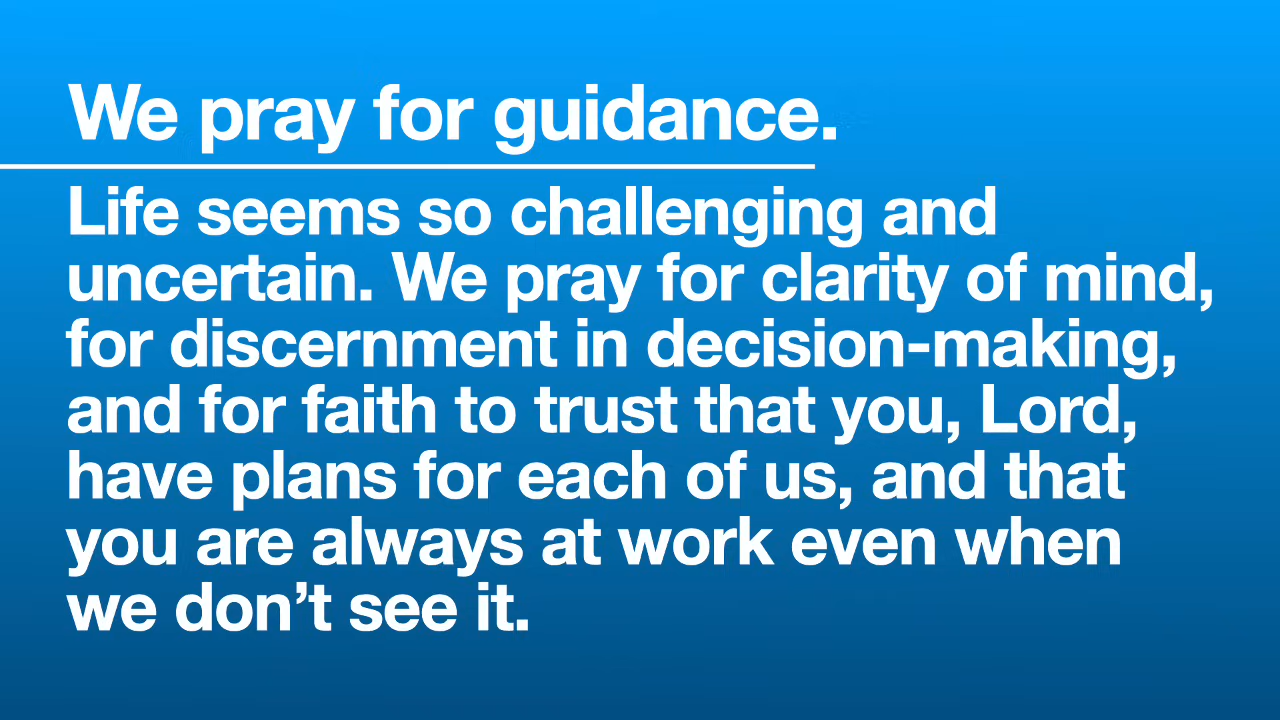 We pray for guidance.
Life seems so challenging and
uncertain. We pray for clarity of mind,
for discernment in decision-making,
and for faith to trust that you, Lord,
have plans for each of us, and that
you are always at work even when
we don’t see it.